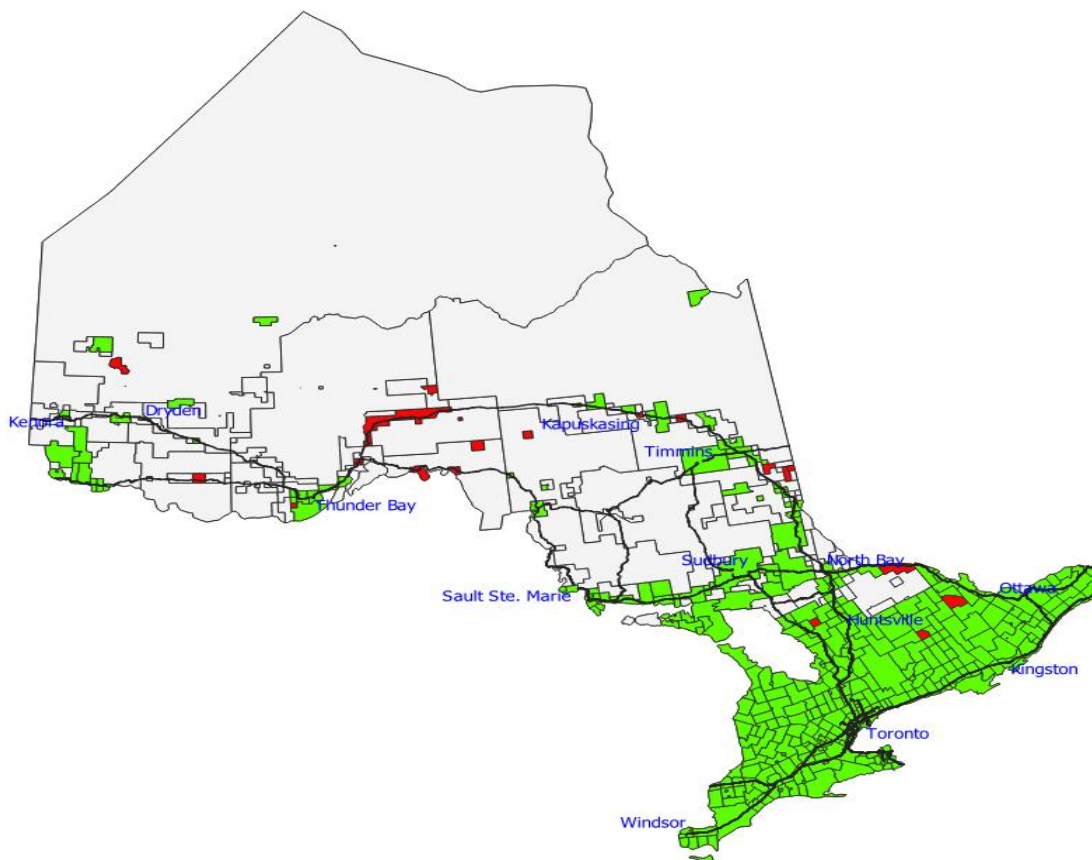 Dryden
Kenora
Kapuskasing
Timmins
Thunder Bay
Sudbury
North Bay
Sault Ste. Marie
Ottawa
Huntsville
Kingston
Toronto
Windsor